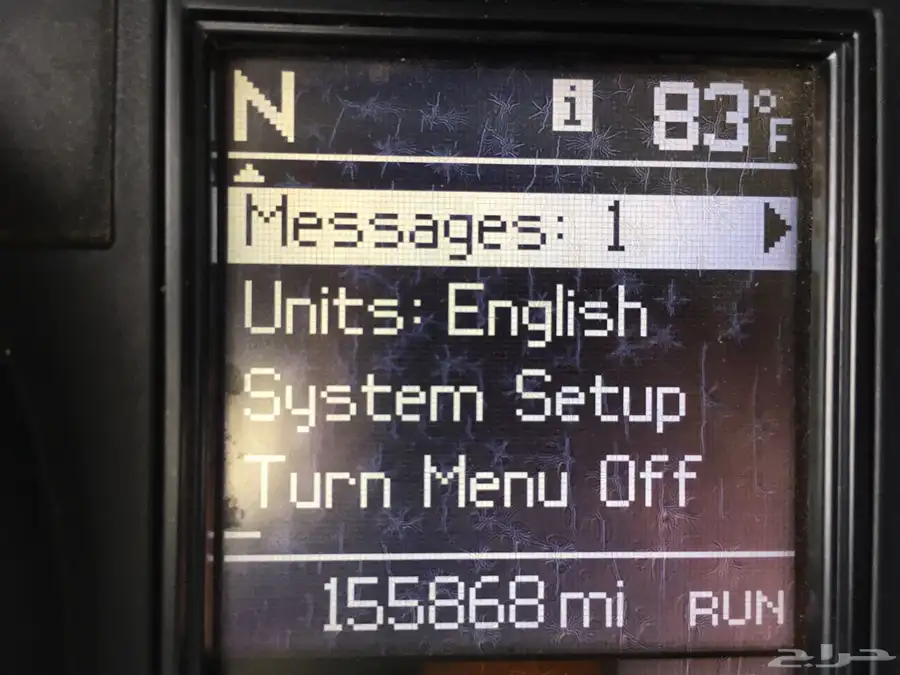 N i 83°F
Messages: 1
Units: English
System Setup
Turn Menu Off
155868 mi RUN
حراج